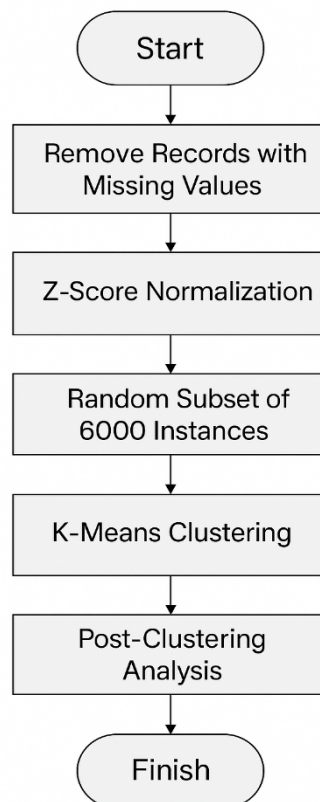 Start
Remove Records with
Missing Values
Z-Score Normalization
Random Subset of
6000 Instances
K-Means Clustering
Post-Clustering
Analysis
Finish